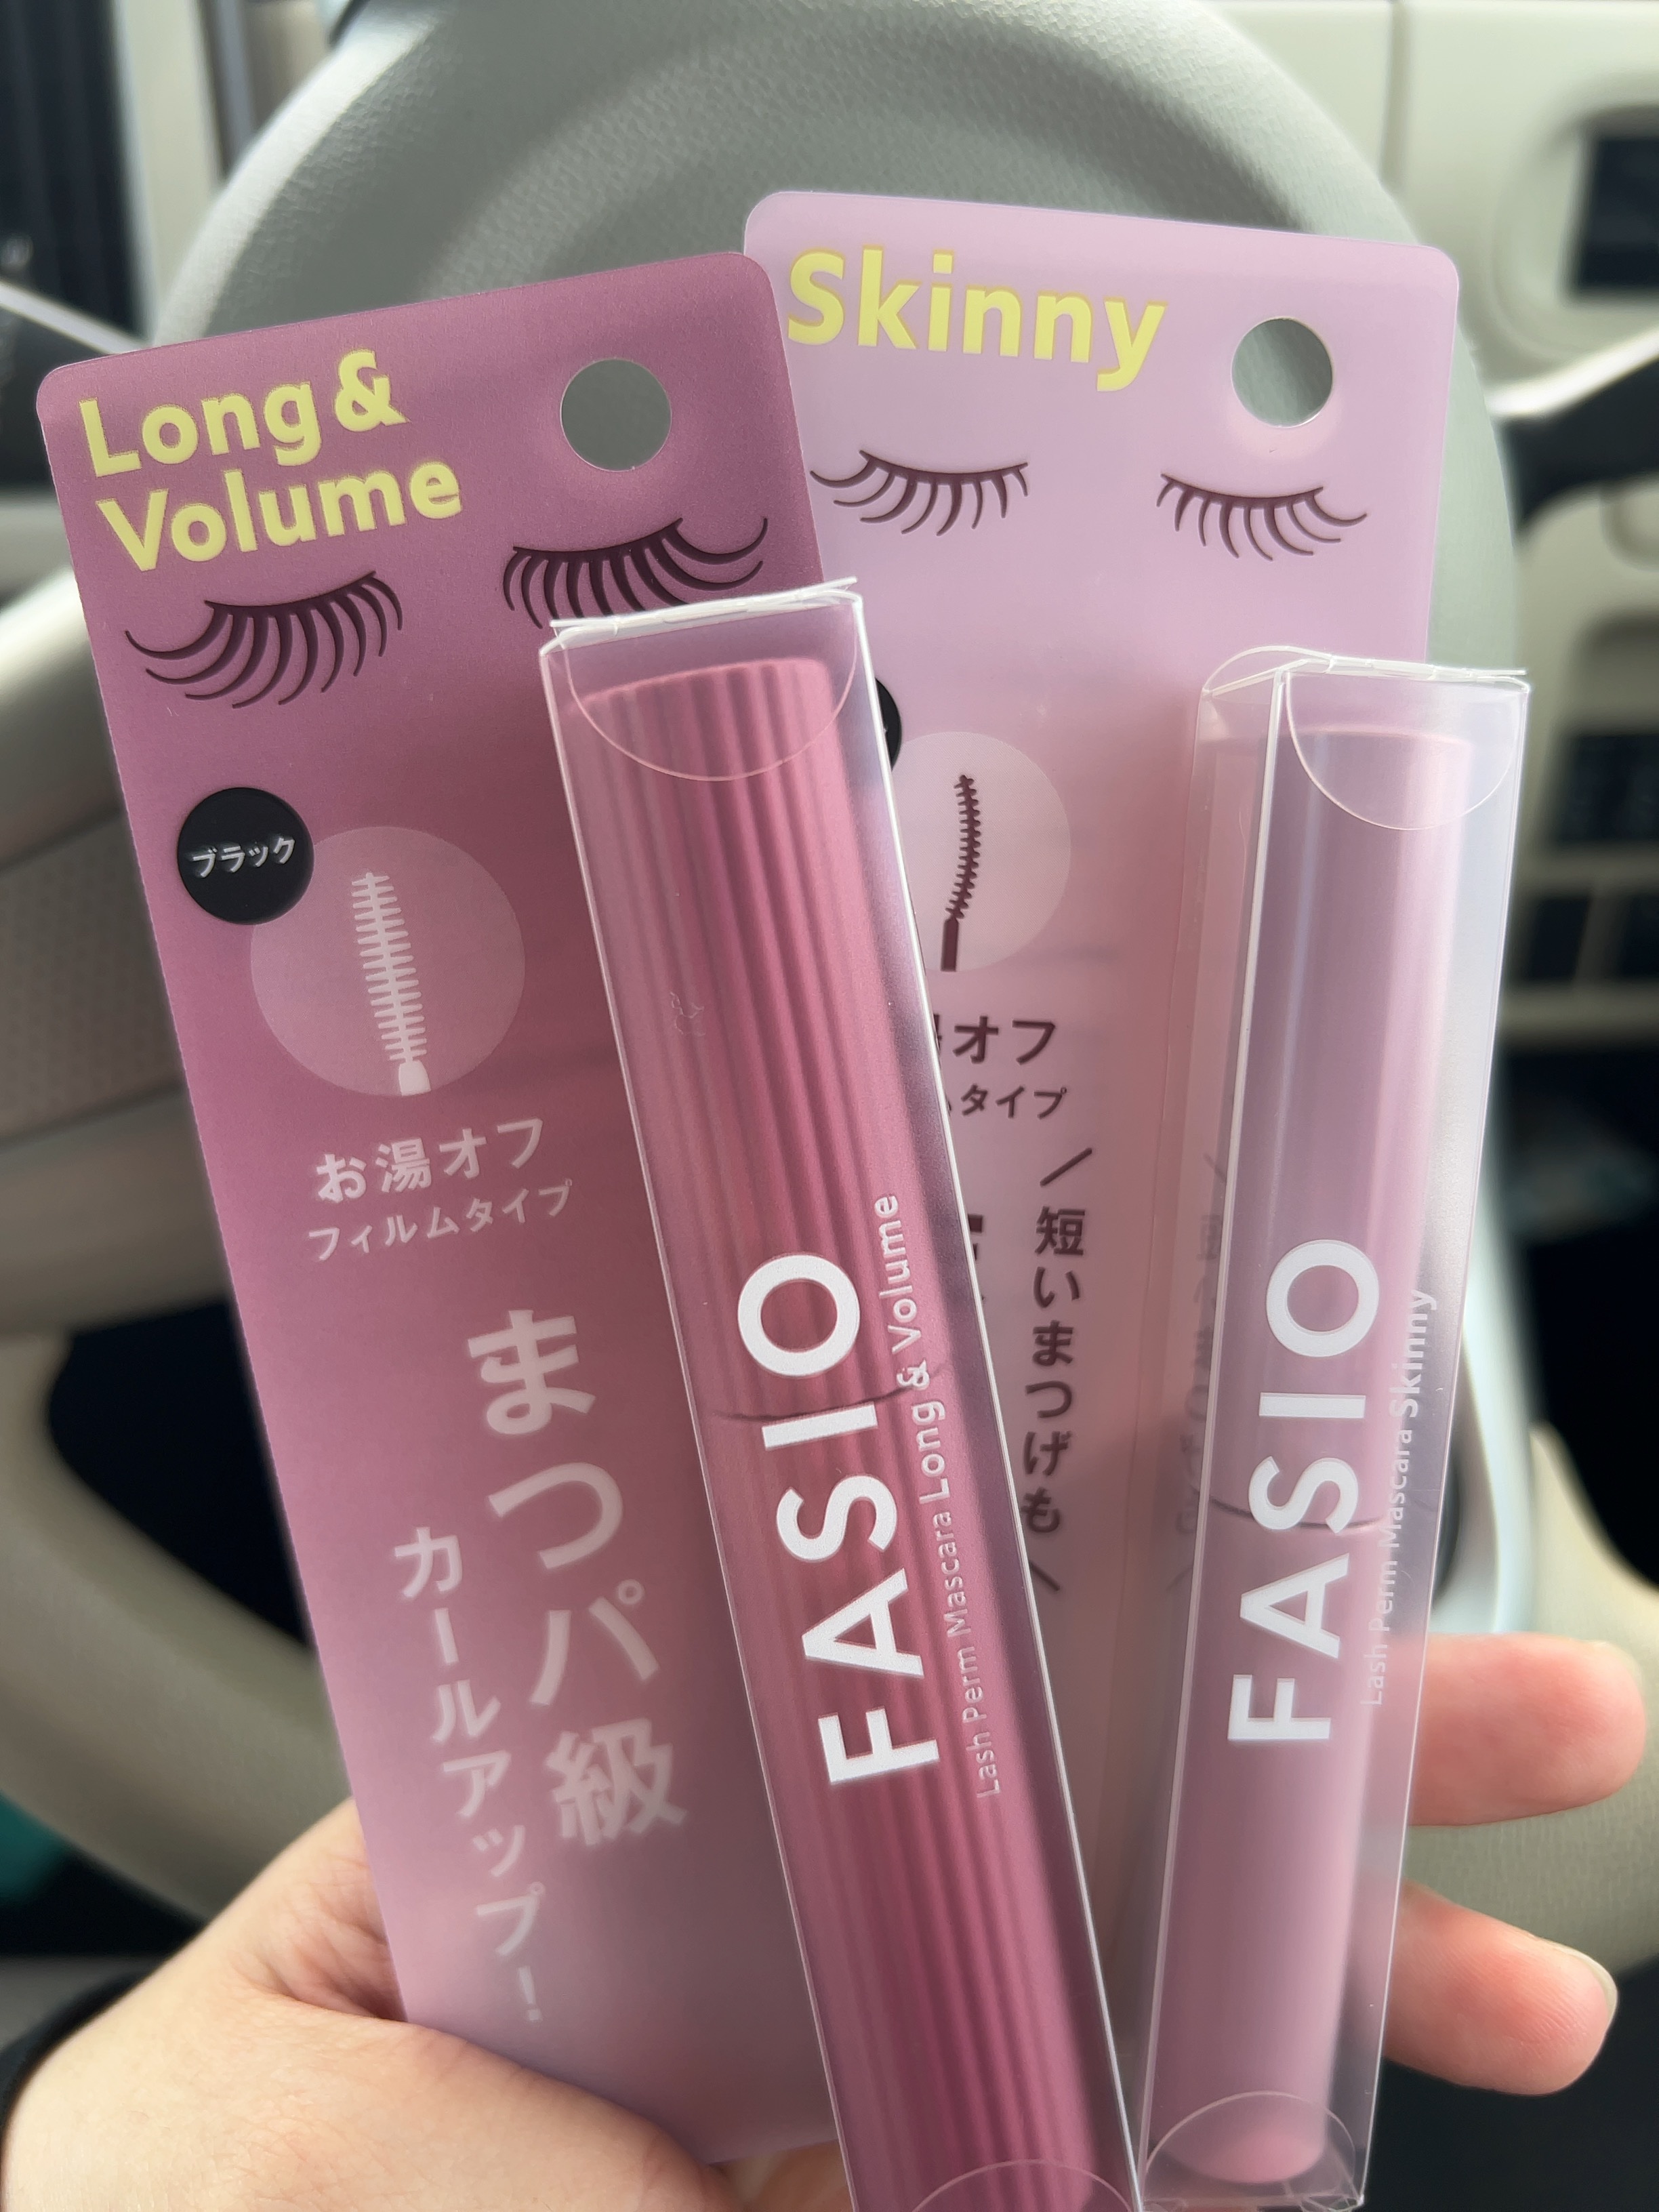 Long &
Volume
ブラック
お湯オフ
フィルムタイプ
まつパ級
カールアップ!
FASIO
Lash Perm Mascara Long & Volume
Skinny
オフ
タイプ
短いまつげも
FASIO
Lash Perm Mascara Skinny